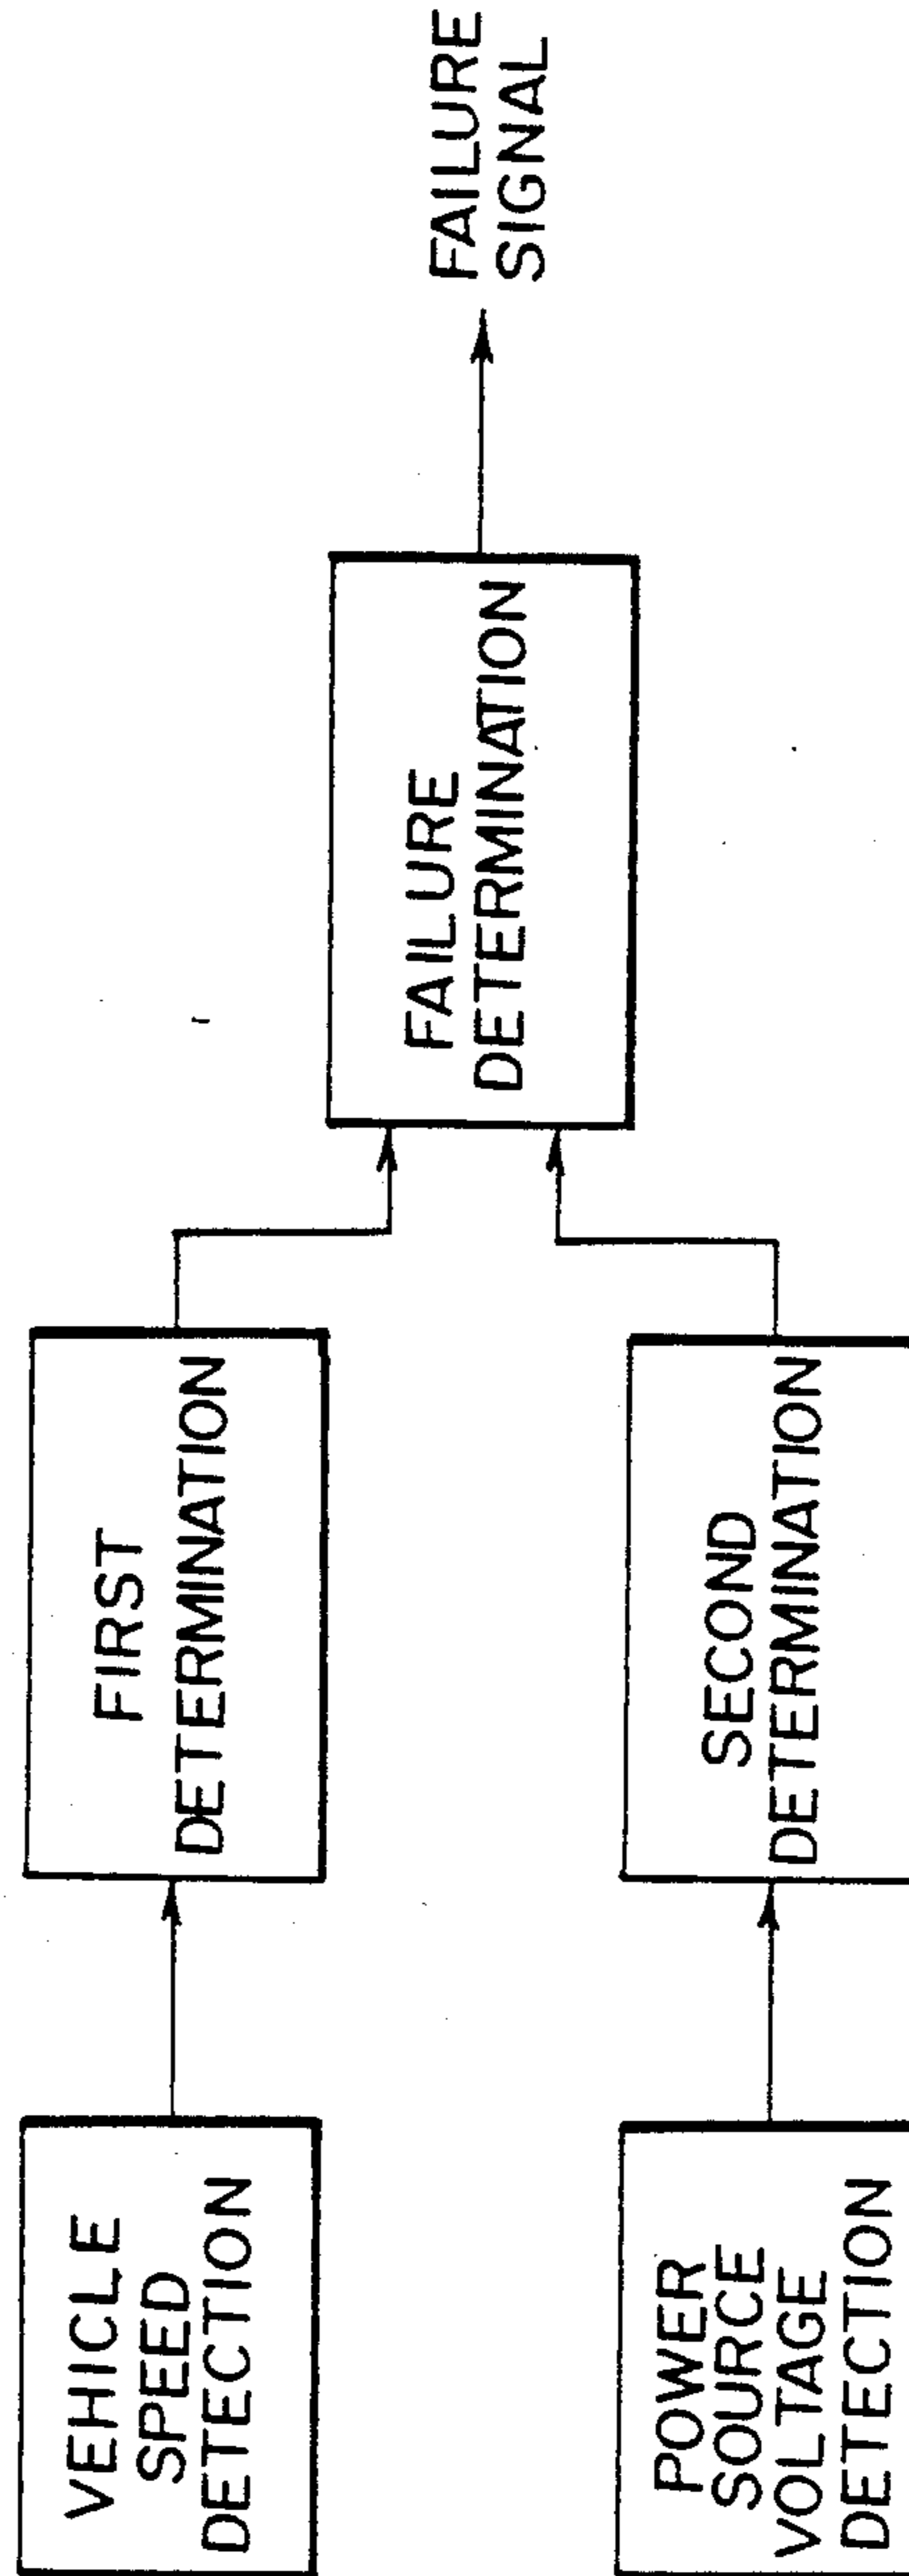 VEHICLE
SPEED
DETECTION
FIRST
DETERMINATION
POWER
SOURCE
VOLTAGE
DETECTION
SECOND
DETERMINATION
FAILURE
DETERMINATION
FAILURE
SIGNAL